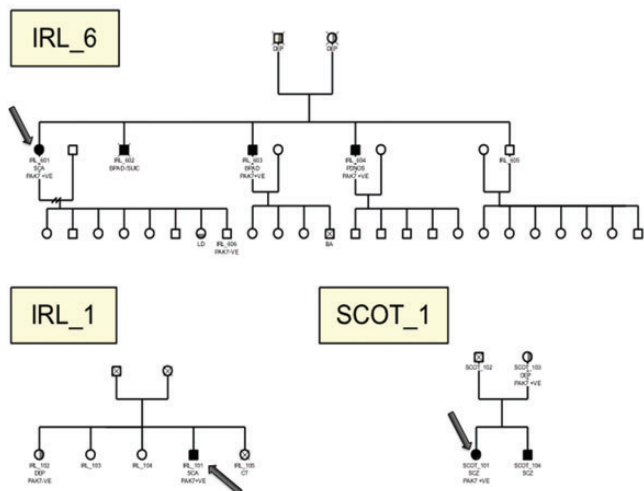 IRL_6
DEP
DEP
IRL_601
SCA
PAK7 +VE
IRL_602
BPAD/SUIC
IRL_603
BPAD
PAK7 +VE
IRL_604
PDNOS
PAK7 +VE
IRL_605
LD
IRL_606
PAK7-VE
SA
IRL_1
SCOT_1
SCOT_102
SCOT_103
DEP
PAK7 +VE
IRL_102
DEP
PAK7-VE
IRL_103
IRL_104
IRL_101
SCA
PAK7+VE
IRL_105
CT
SCOT_101
SCZ
PAK7 +VE
SCOT_104
SCZ